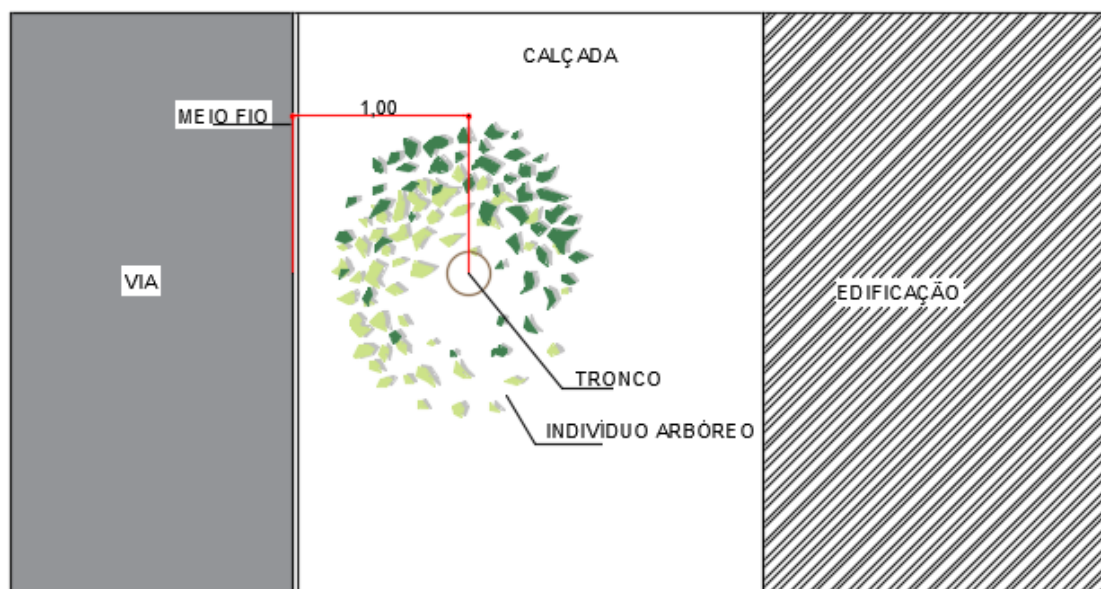 CALÇADA
1,00
MEIO FIO
VIA
EDIFICAÇÃO
TRONCO
INDIVÍDUO ARBÓREO